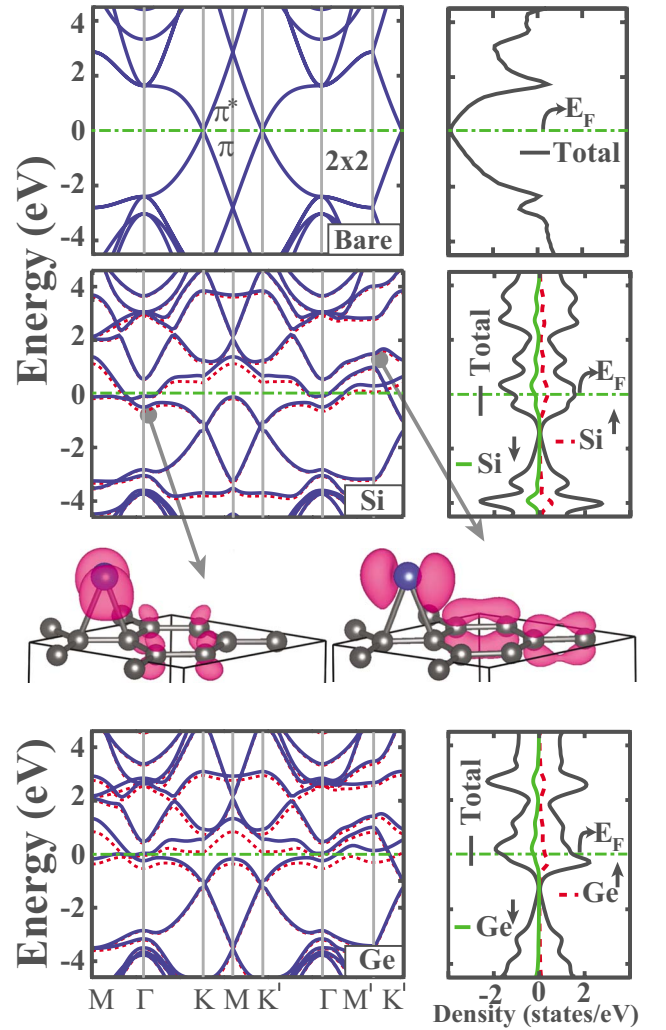 4
2
0
-2
-4
Energy (eV)
π*
π
2x2
Bare
E_F
Total
4
2
0
-2
-4
Energy (eV)
Si
Total
E_F
Si
Si
4
2
0
-2
-4
Energy (eV)
Ge
M Γ K M K' Γ M' K'
Total
E_F
Ge
Ge
-2 0 2
Density (states/eV)